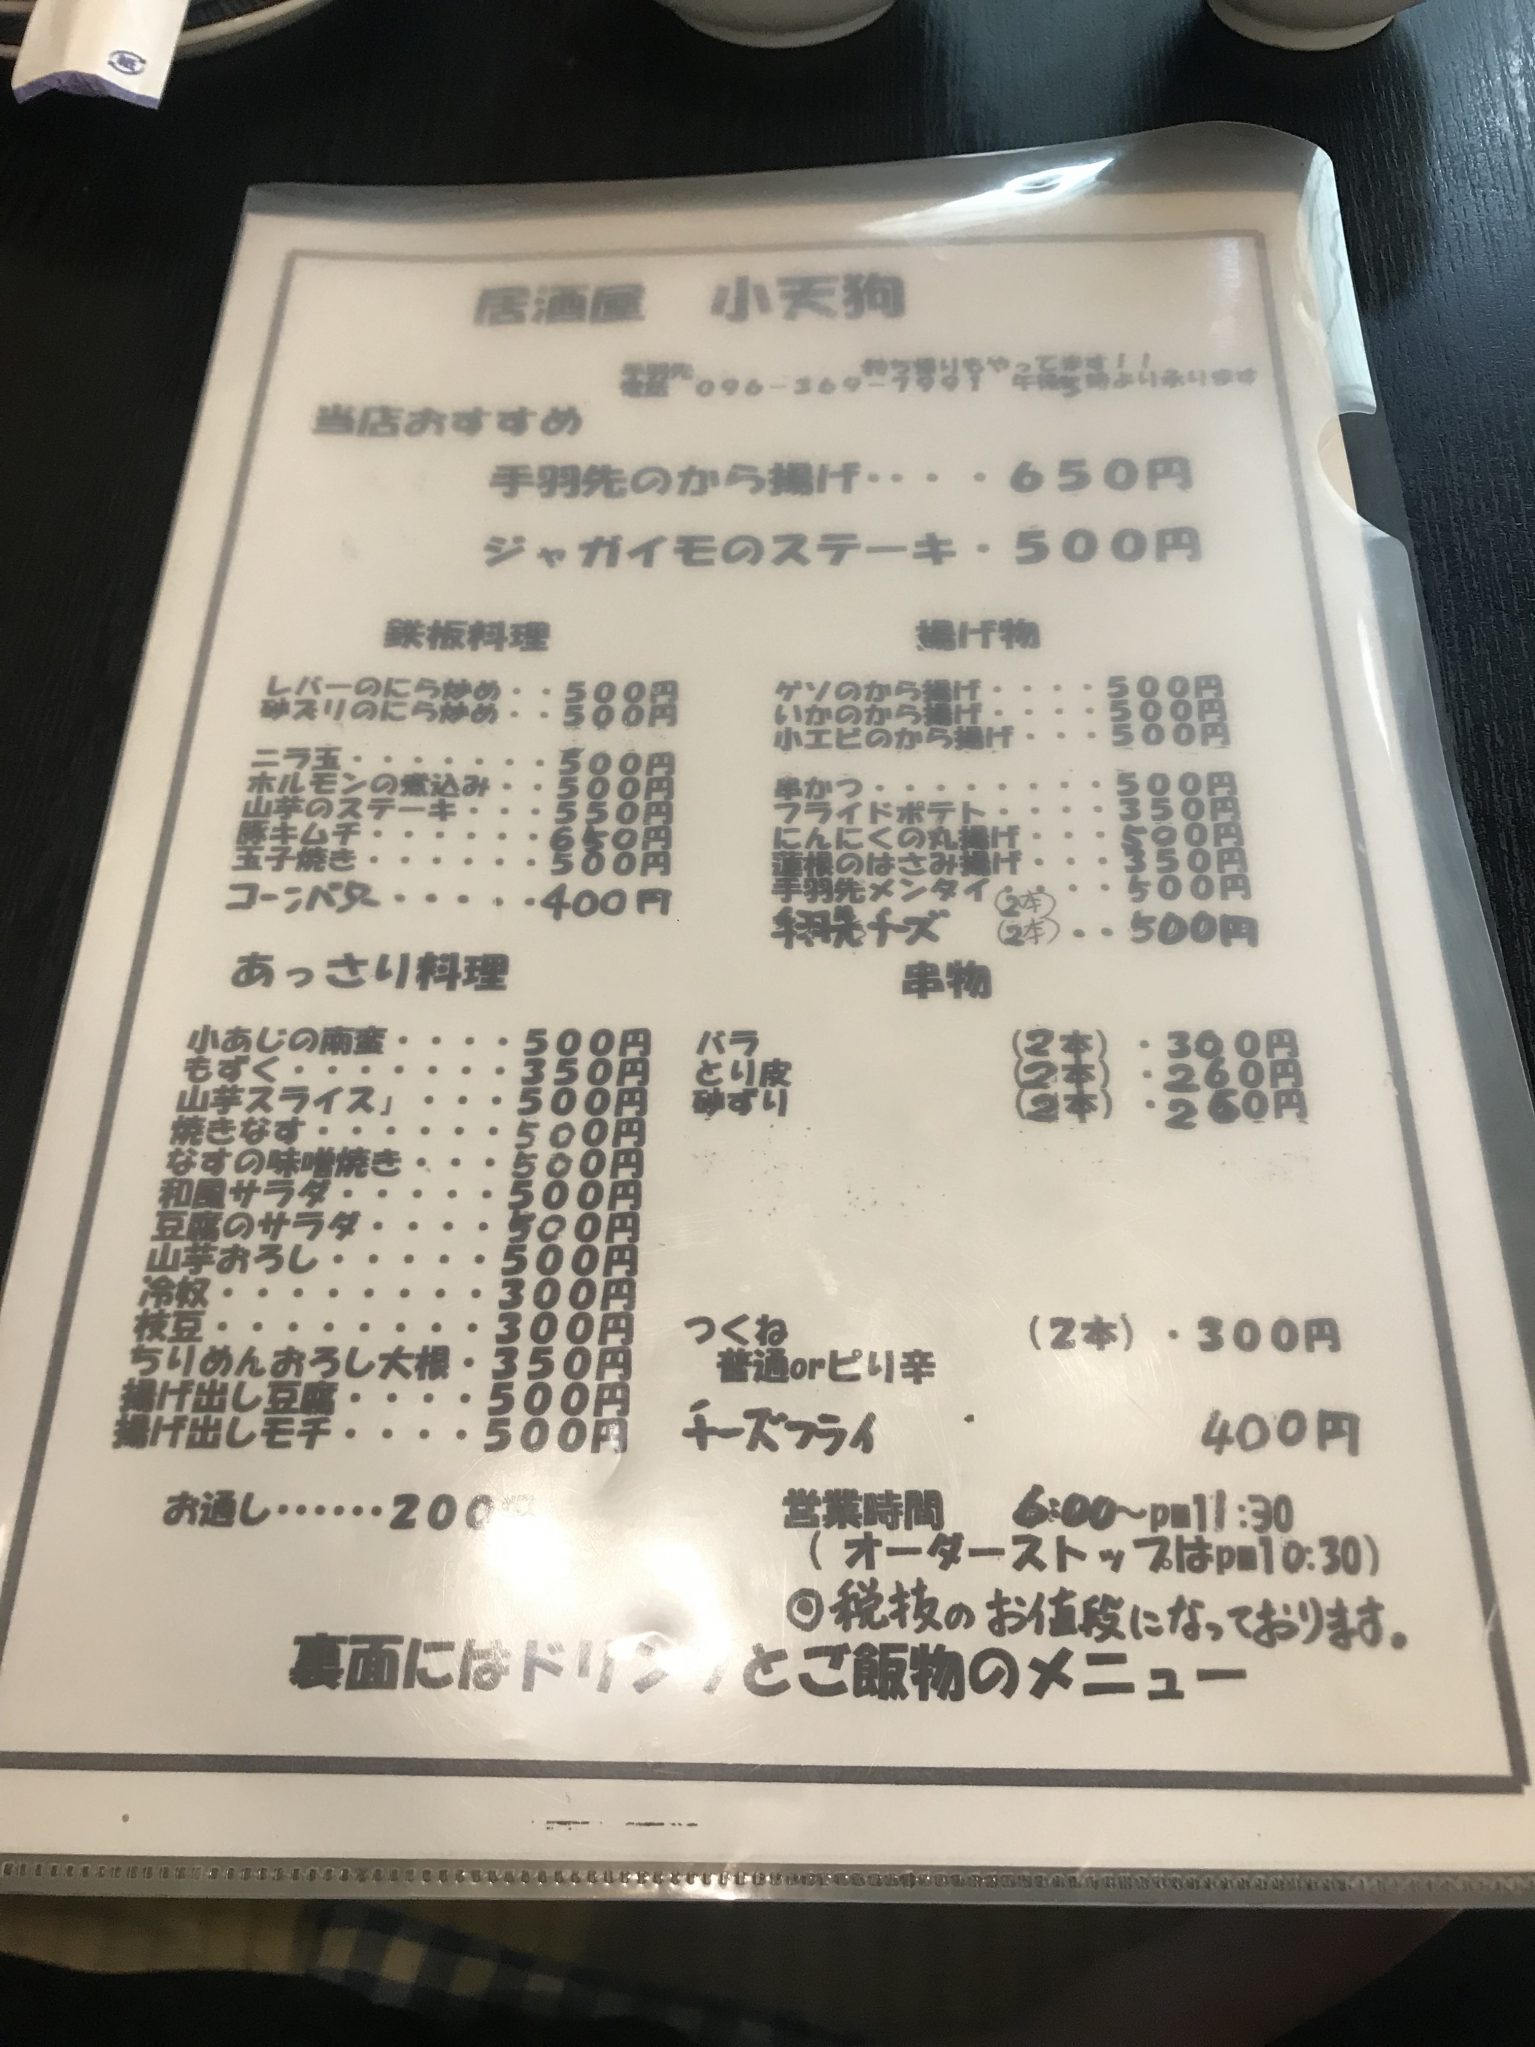 居酒屋　小天狗
手羽先　持ち帰りもやってます！！
電話　０９６－３６９－７９９１　午後５時より承ります
当店おすすめ
手羽先のから揚げ・・・・６５０円
ジャガイモのステーキ・５００円
鉄板料理
レバーのにら炒め・・５００円
砂ズリのにら炒め・・５００円
ニラ玉・・・・・・・５００円
ホルモンの煮込み・・５００円
山芋のステーキ・・・５５０円
豚キムチ・・・・・・６５０円
玉子焼き・・・・・・５００円
コーンバター・・・・・・400円
揚げ物
ゲソのから揚げ・・・・５００円
いかのから揚げ・・・・５００円
小エビのから揚げ・・・５００円
串かつ・・・・・・・・・５００円
フライドポテト・・・・・３５０円
にんにくの丸揚げ・・・・５００円
蓮根のはさみ揚げ・・・・３５０円
手羽先メンタイ(2本)・・・５００円
手羽先チーズ (2本)・・500円
あっさり料理
小あじの南蛮・・・・５００円
もずく・・・・・・・３５０円
山芋スライス」・・・５００円
焼きなす・・・・・・５００円
なすの味噌焼き・・・５００円
和風サラダ・・・・・５００円
豆腐のサラダ・・・・５００円
山芋おろし・・・・・５００円
冷奴・・・・・・・・３００円
枝豆・・・・・・・・３００円
ちりめんおろし大根・３５０円
揚げ出し豆腐・・・・５００円
揚げ出しモチ・・・・５００円
お通し・・・・・・２００
串物
バラ　（２本）・３００円
とり皮　（２本）・２６０円
砂ずり　（２本）・２６０円
つくね　（２本）・３００円
普通orピり辛
チーズフライ　400円
営業時間　6:00～pm11:30
（ オーダーストップはpm10:30）
◎税抜のお値段になっております。
裏面にはドリンクとご飯物のメニュー